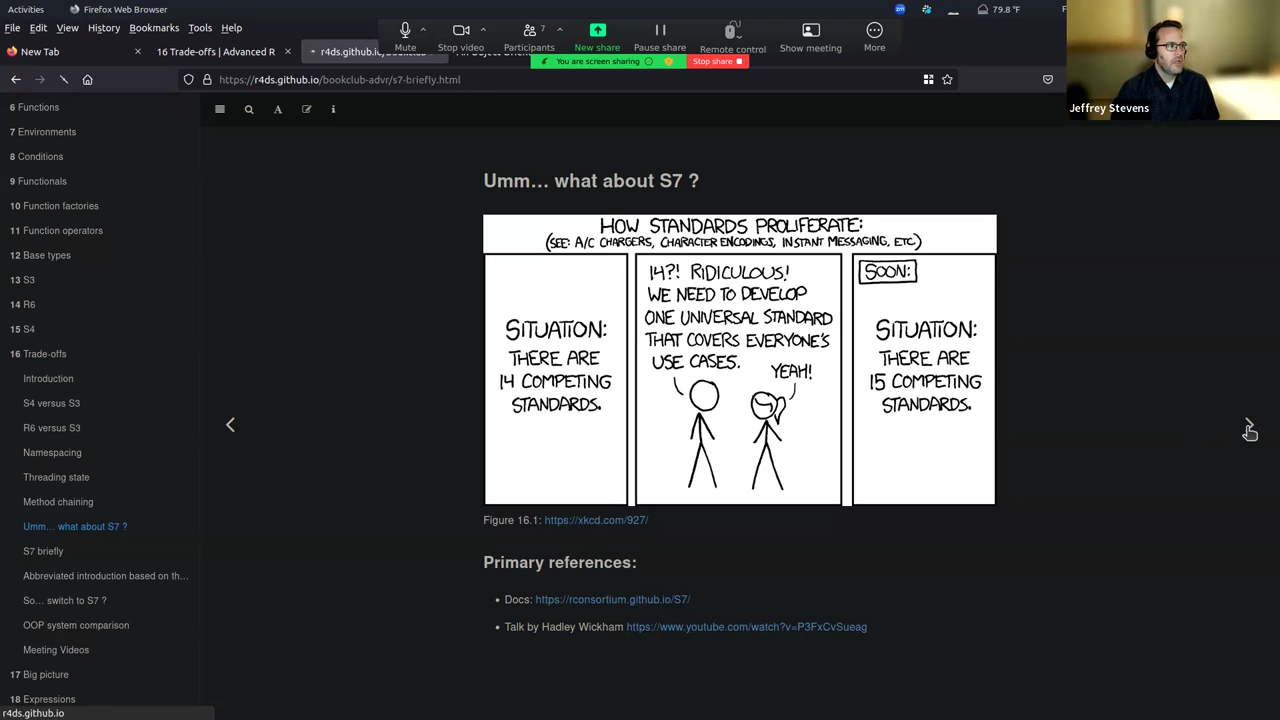 Activities
Firefox Web Browser
79.8 °F
File Edit View History Bookmarks Tools Help
Mute
Stop video
7
Participants
New share
Pause share
Remote control
Show meeting
More
New Tab
16 Trade-offs | Advanced R
You are screen sharing
Stop share
https://r4ds.github.io/bookclub-advr/s7-briefly.html
Jeffrey Stevens
6 Functions
7 Environments
8 Conditions
9 Functionals
10 Function factories
11 Function operators
12 Base types
13 S3
14 R6
15 S4
16 Trade-offs
Introduction
S4 versus S3
R6 versus S3
Namespacing
Threading state
Method chaining
Umm… what about S7 ?
S7 briefly
Abbreviated introduction based on th…
So… switch to S7 ?
OOP system comparison
Meeting Videos
17 Big picture
18 Expressions
r4ds.github.io
Umm… what about S7 ?
HOW STANDARDS PROLIFERATE:
(SEE: A/C CHARGERS, CHARACTER ENCODINGS, INSTANT MESSAGING, ETC.)
SITUATION:
THERE ARE
14 COMPETING
STANDARDS.
14?! RIDICULOUS!
WE NEED TO DEVELOP
ONE UNIVERSAL STANDARD
THAT COVERS EVERYONE'S
USE CASES.
YEAH!
SOON:
SITUATION:
THERE ARE
15 COMPETING
STANDARDS.
Figure 16.1: https://xkcd.com/927/
Primary references:
• Docs: https://rconsortium.github.io/S7/
• Talk by Hadley Wickham https://www.youtube.com/watch?v=P3FxCvSueag